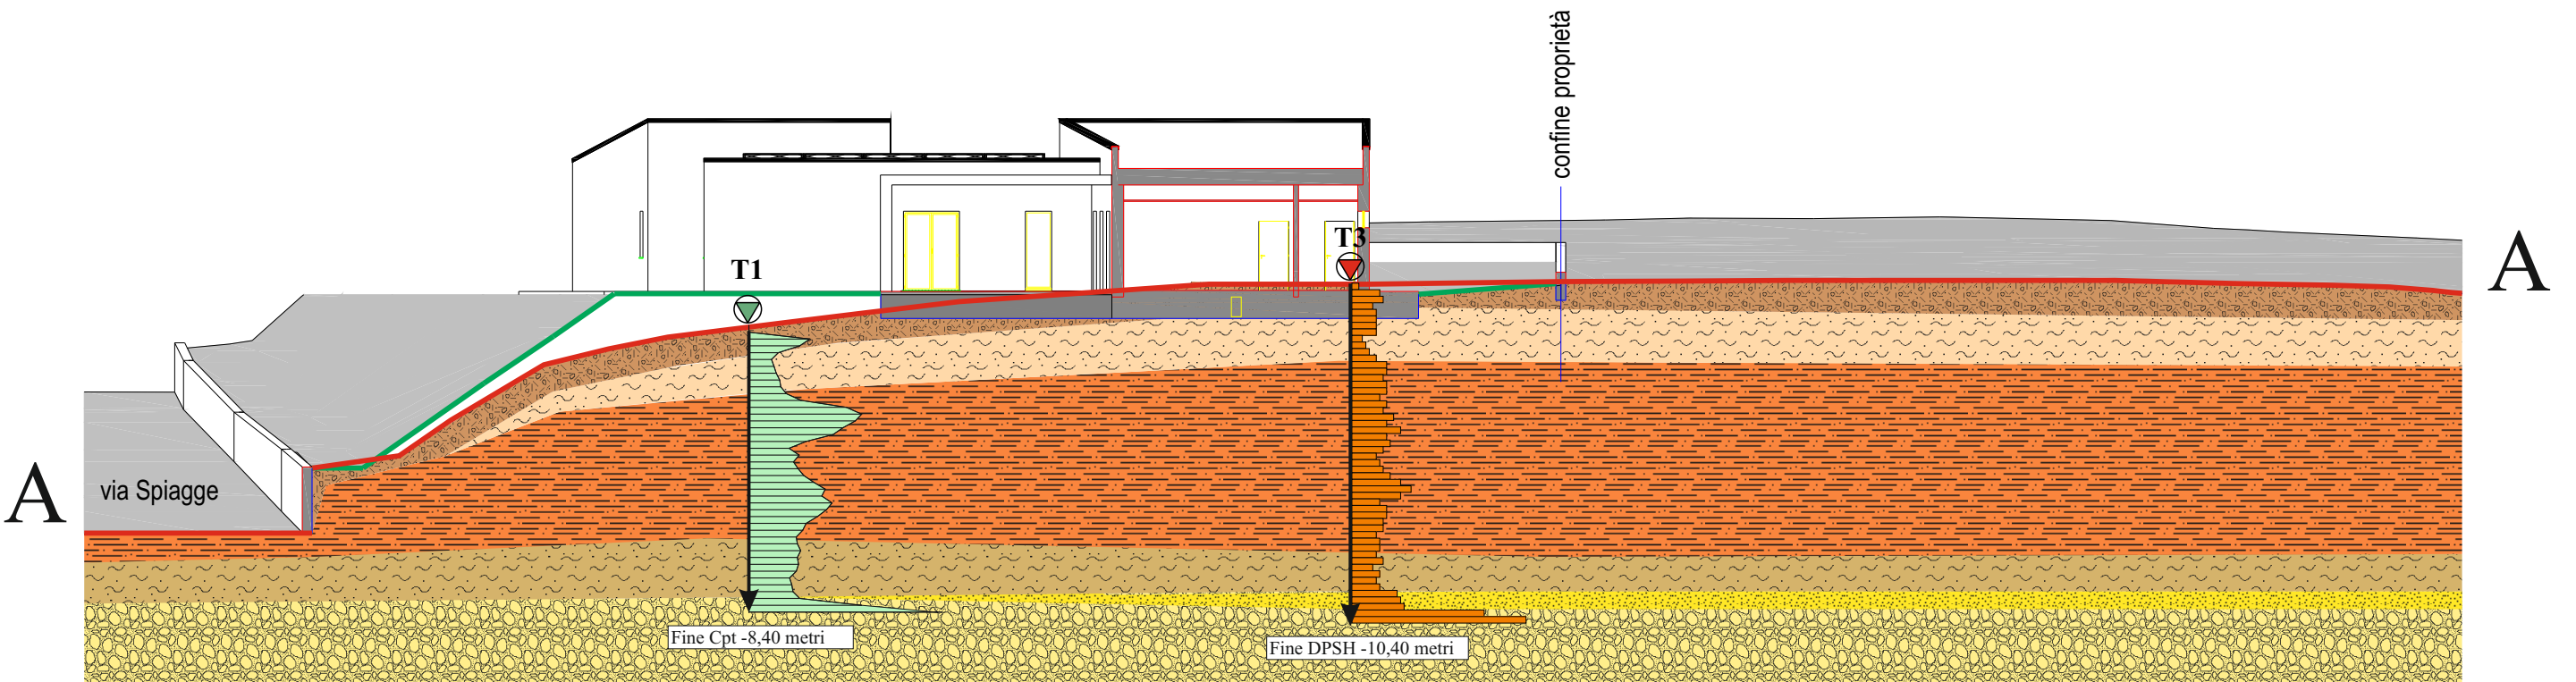 confine proprietà
T1
T3
A
A
via Spiagge
Fine Cpt -8,40 metri
Fine DPSH -10,40 metri